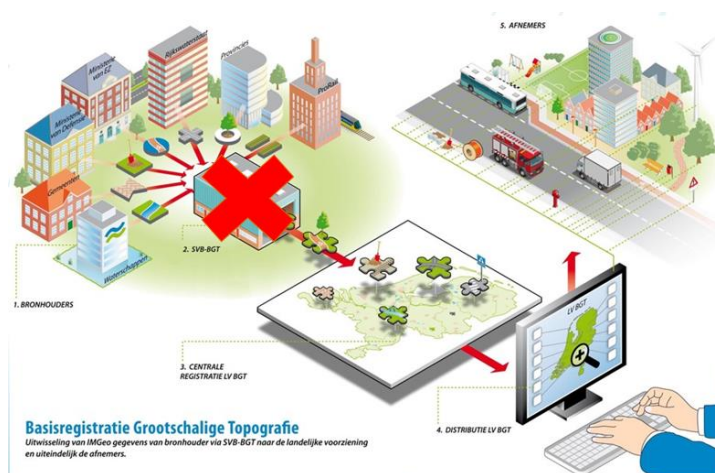 5. AFNEMERS
Rijkswaterstaat
Provincies
Ministerie
van EZ
ProRail
Ministerie
van Defensie
Gemeenten
Waterschappen
2. SVB-BGT
1. BRONHOUDERS
LV BGT
3. CENTRALE
REGISTRATIE LV BGT
4. DISTRIBUTIE LV BGT
Basisregistratie Grootschalige Topografie
Uitwisseling van IMGeo gegevens van bronhouder via SVB-BGT naar de landelijke voorziening
en uiteindelijk de afnemers.